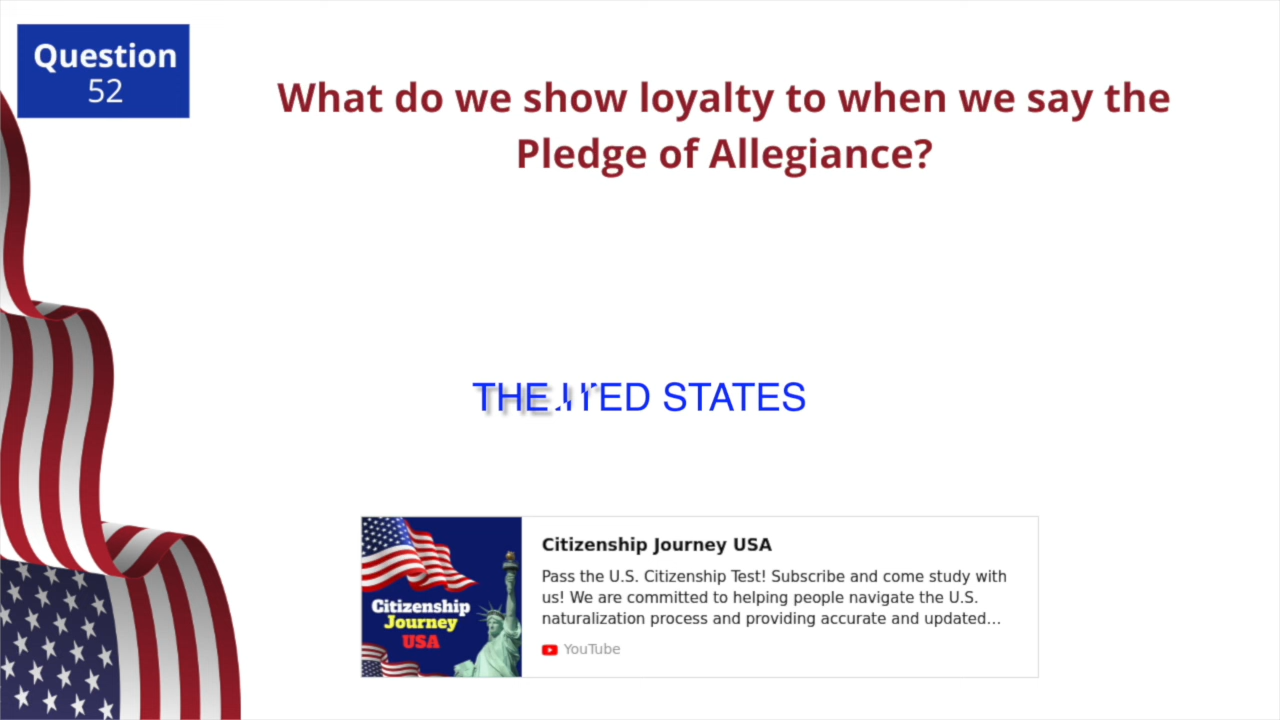 Question
52
What do we show loyalty to when we say the
Pledge of Allegiance?
THE STATES
Citizenship Journey USA
Pass the U.S. Citizenship Test! Subscribe and come study with
us! We are committed to helping people navigate the U.S.
naturalization process and providing accurate and updated...
YouTube
Citizenship
Journey
USA